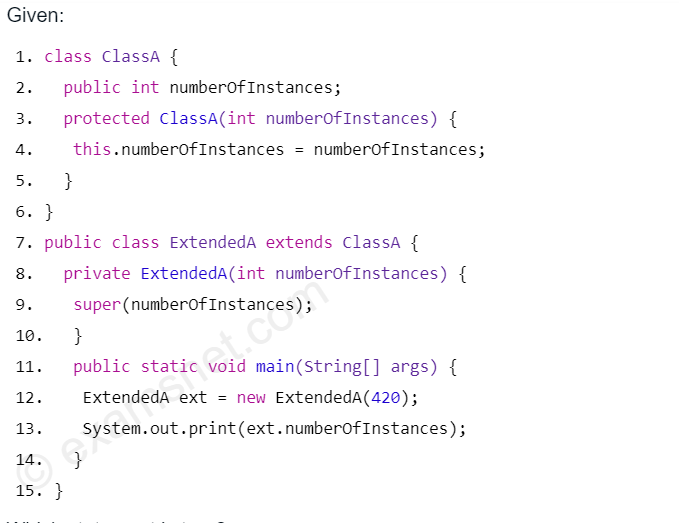 Given:
1. class ClassA {
2. public int numberOfInstances;
3. protected ClassA(int numberOfInstances) {
4. this.numberOfInstances = numberOfInstances;
5. }
6. }
7. public class ExtendedA extends ClassA {
8. private ExtendedA(int numberOfInstances) {
9. super(numberOfInstances);
10. }
11. public static void main(String[] args) {
12. ExtendedA ext = new ExtendedA(420);
13. System.out.print(ext.numberOfInstances);
14. }
15. }
© examsnet.com